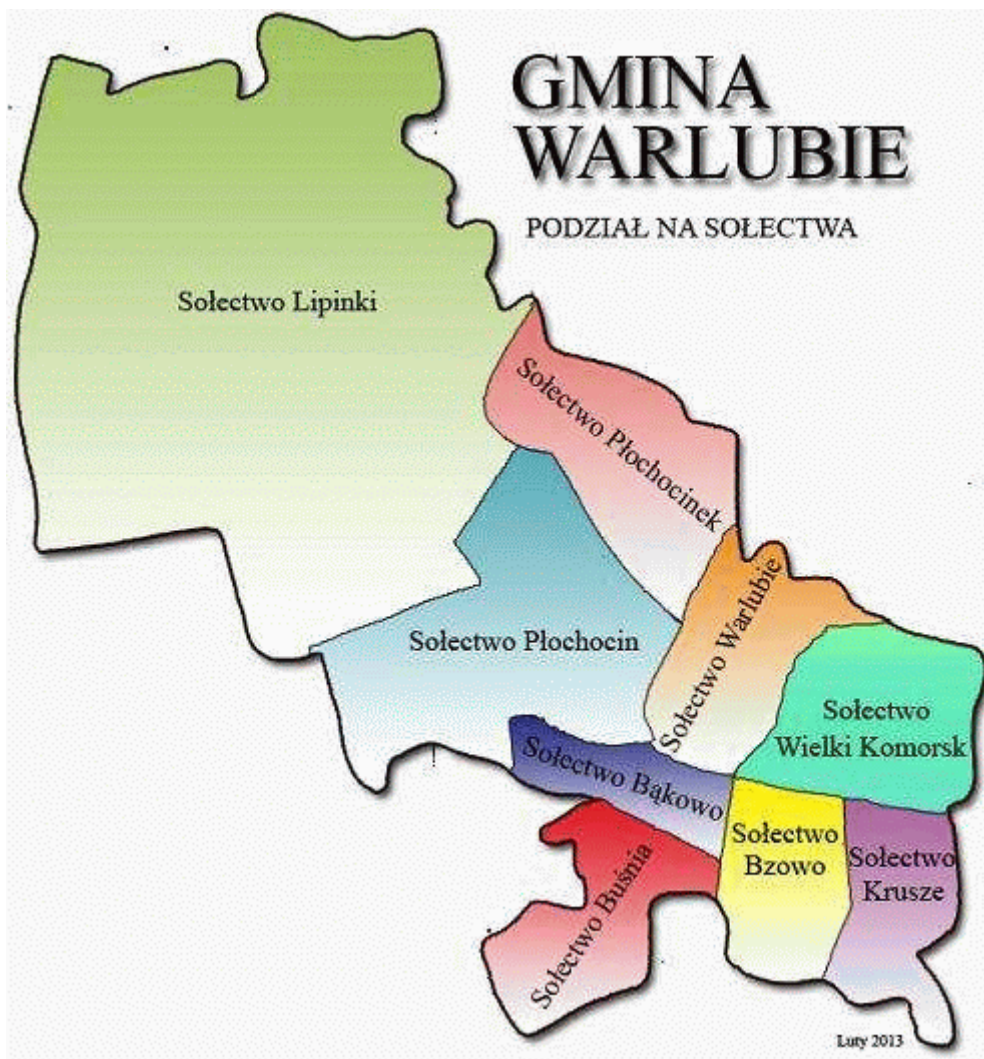 GMINA
WARLUBIE
PODZIAŁ NA SOŁECTWA
Sołectwo Lipinki
Sołectwo Płochocinek
Sołectwo Warlubie
Sołectwo Płochocin
Sołectwo
Wielki Komorsk
Sołectwo Bąkowo
Sołectwo
Bzowo
Sołectwo
Krusze
Sołectwo Buśnia
Luty 2013